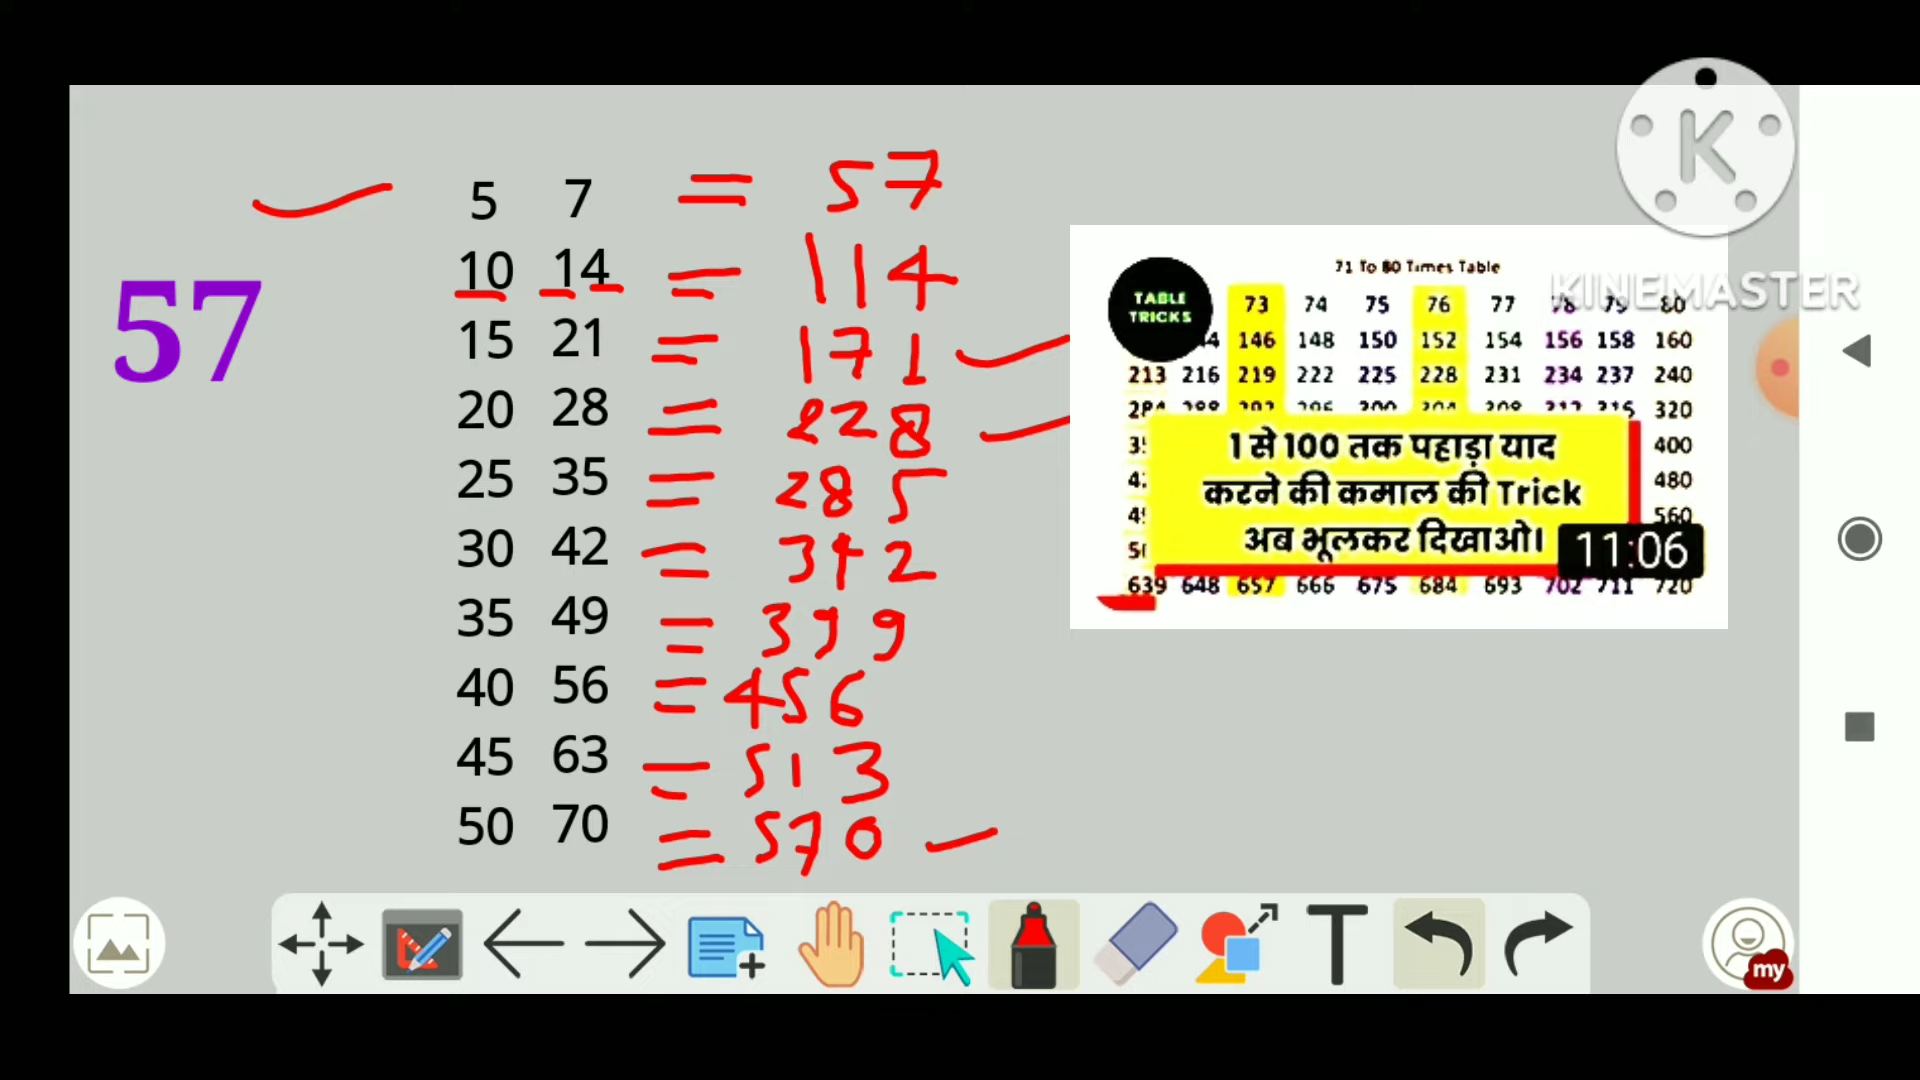 57
5 7 = 57
10 14 = 114
15 21 = 171
20 28 = 228
25 35 = 285
30 42 = 342
35 49 = 399
40 56 = 456
45 63 = 513
50 70 = 570
K
KINEMASTER
71 To 80 Times Table
TABLE
TRICKS
73 74 75 76 77 78 79 80
146 148 150 152 154 156 158 160
213 216 219 222 225 228 231 234 237 240
320
400
480
560
1 से 100 तक पहाड़ा याद
करने की कमाल की Trick
अब भूलकर दिखाओ।
11:06
639 648 657 666 675 684 693 702 711 720
T
my